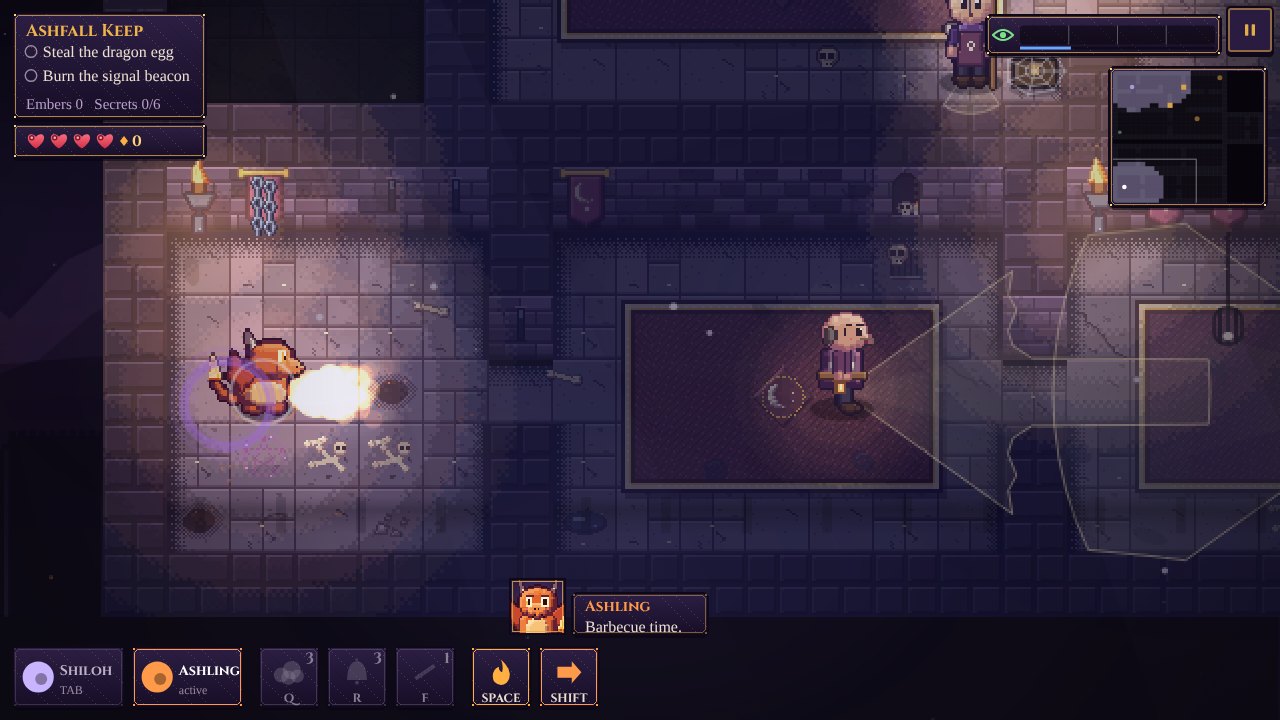 ASHFALL KEEP
Steal the dragon egg
Burn the signal beacon
Embers 0 Secrets 0/6
0
ASHLING
Barbecue time.
SHILOH
TAB
ASHLING
active
3
Q
3
R
1
F
SPACE
SHIFT